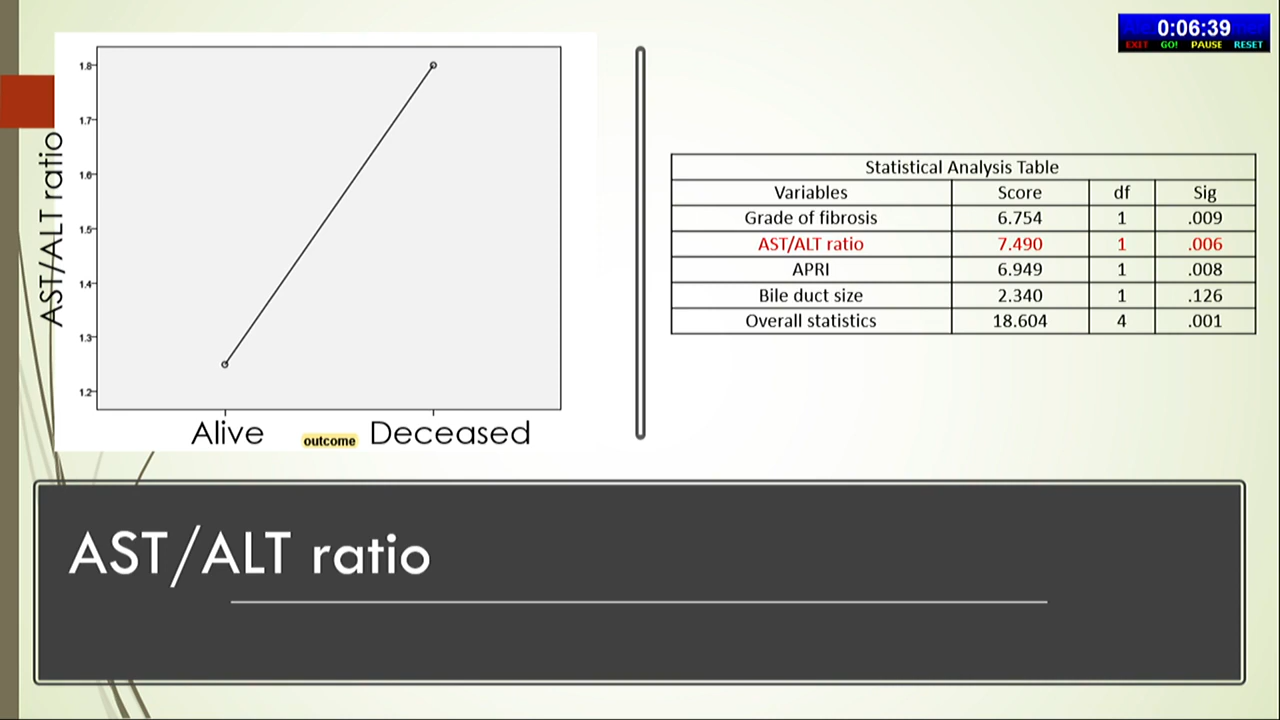 0:06:39
EXIT GO! PAUSE RESET
AST/ALT ratio
1.8
1.7
1.6
1.5
1.4
1.3
1.2
Alive outcome Deceased
Statistical Analysis Table
Variables Score df Sig
Grade of fibrosis 6.754 1 .009
AST/ALT ratio 7.490 1 .006
APRI 6.949 1 .008
Bile duct size 2.340 1 .126
Overall statistics 18.604 4 .001
AST/ALT ratio